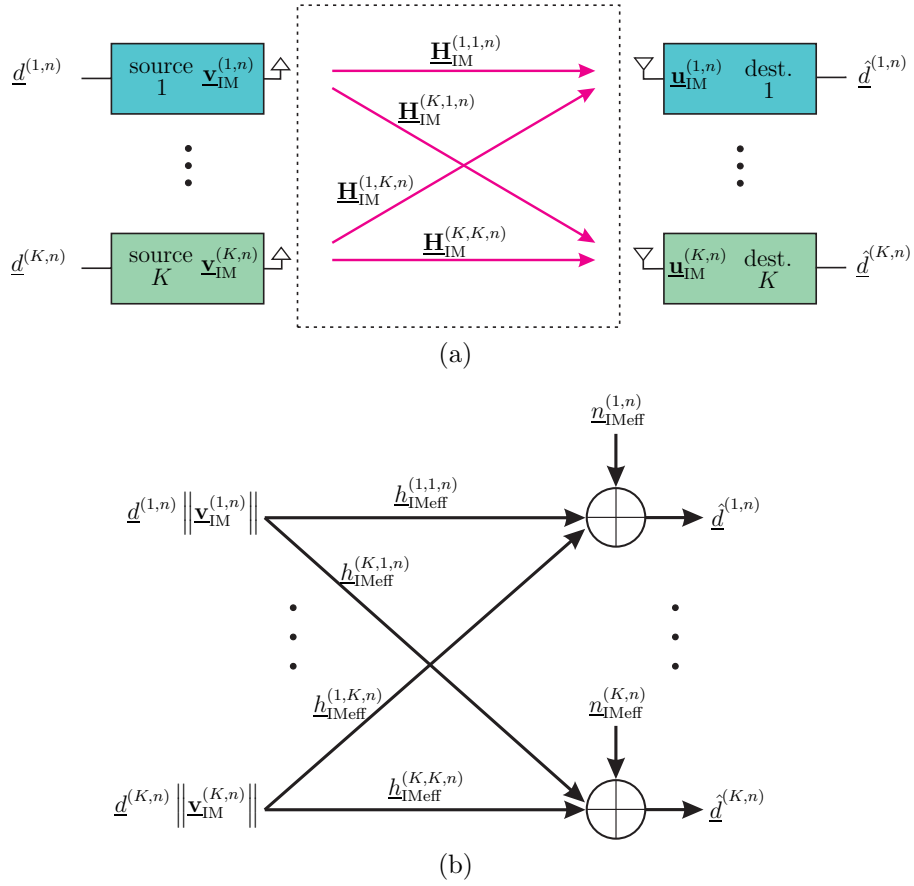 d^(1,n) source 1 v_IM^(1,n) H_IM^(1,1,n) u_IM^(1,n) dest. 1 d̂^(1,n)
H_IM^(K,1,n)
H_IM^(1,K,n)
d^(K,n) source K v_IM^(K,n) H_IM^(K,K,n) u_IM^(K,n) dest. K d̂^(K,n)
(a)
n_IMeff^(1,n)
d^(1,n) ‖v_IM^(1,n)‖ h_IMeff^(1,1,n) d̂^(1,n)
h_IMeff^(K,1,n)
h_IMeff^(1,K,n)
n_IMeff^(K,n)
d^(K,n) ‖v_IM^(K,n)‖ h_IMeff^(K,K,n) d̂^(K,n)
(b)